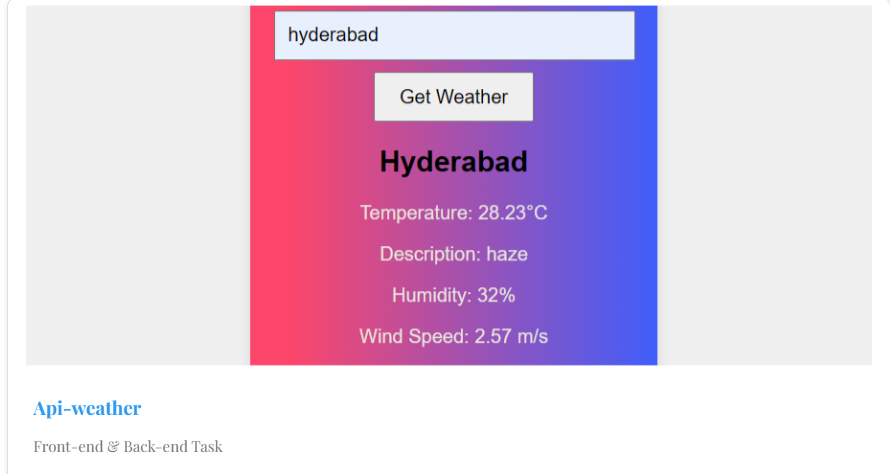 hyderabad
Get Weather
Hyderabad
Temperature: 28.23°C
Description: haze
Humidity: 32%
Wind Speed: 2.57 m/s
Api-weather
Front-end & Back-end Task